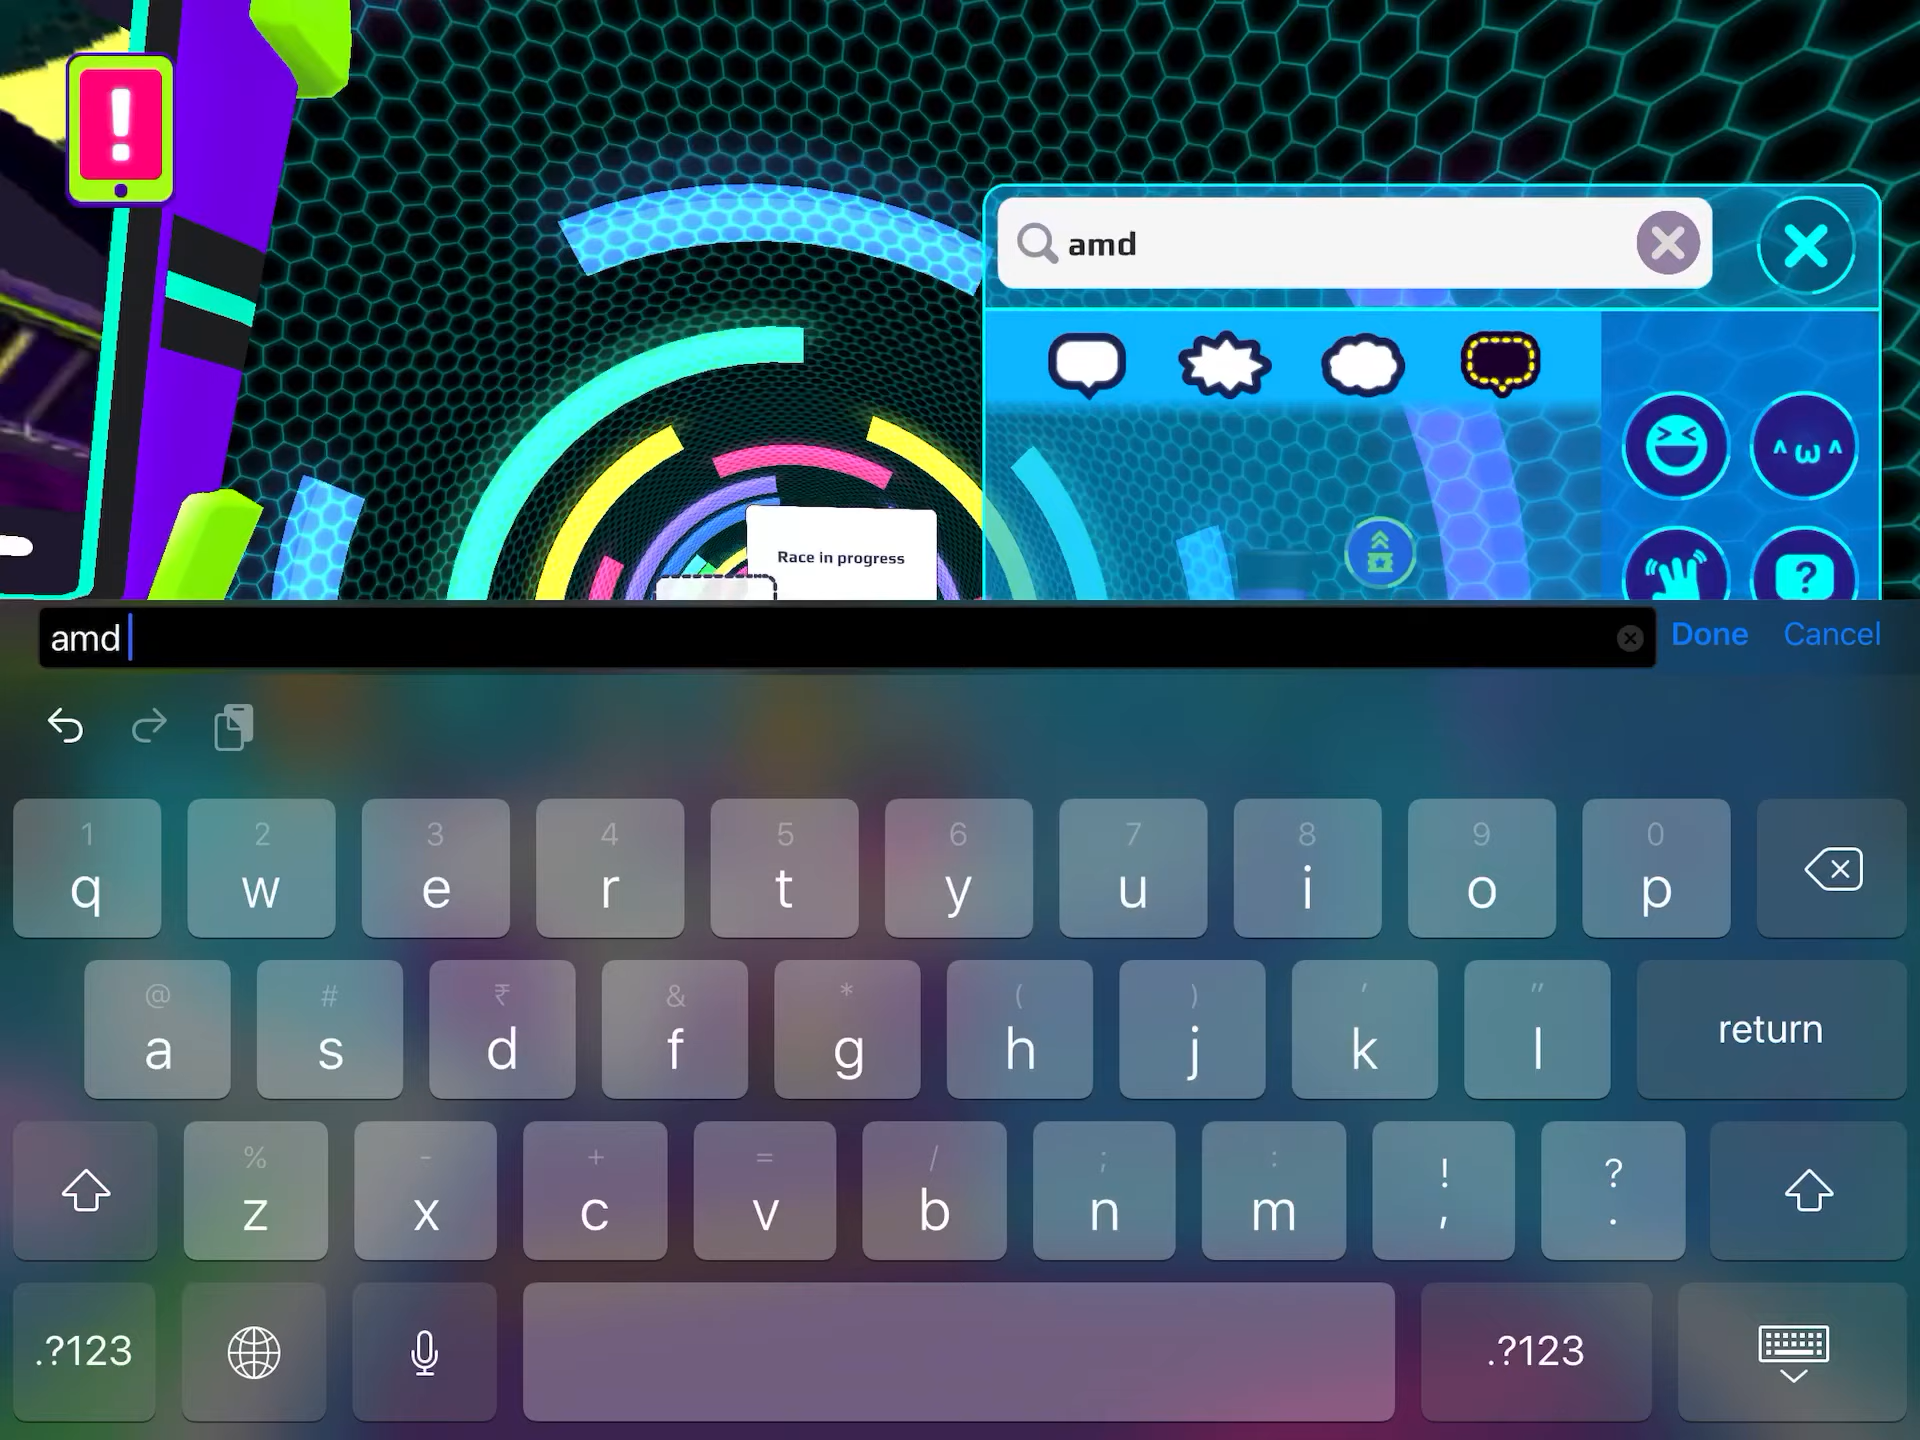 !
amd
^ω^
?
Race in progress
amd
Done
Cancel
1 2 3 4 5 6 7 8 9 0
q w e r t y u i o p
@ # ₹ & * ( ) ' "
a s d f g h j k l return
% - + = / ; : ! ?
z x c v b n m , .
.?123 .?123